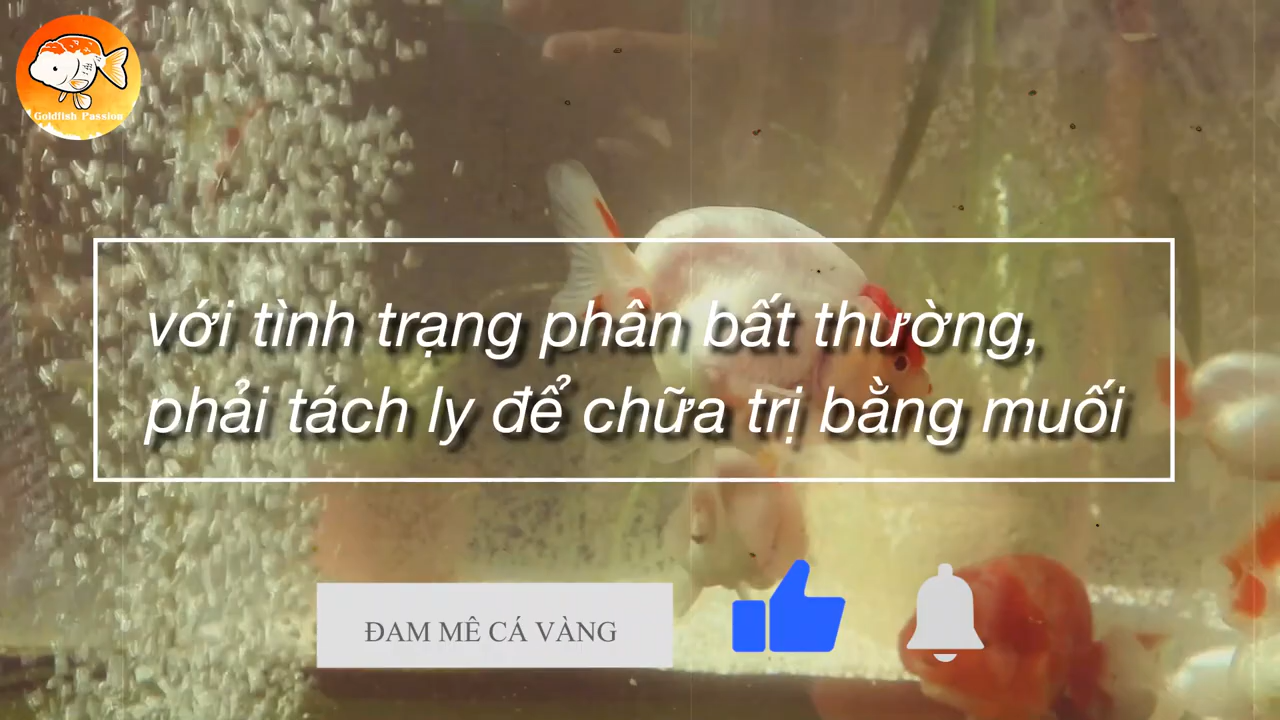 Goldfish Passion
với tình trạng phân bất thường,
phải tách ly để chữa trị bằng muối
ĐAM MÊ CÁ VÀNG